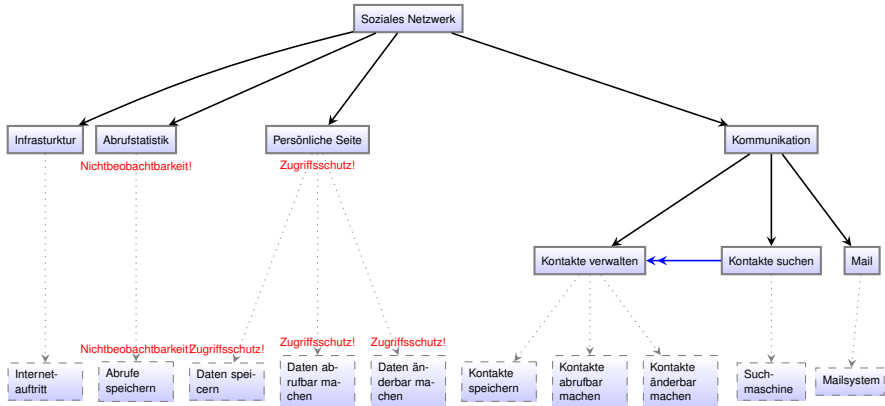 Soziales Netzwerk
Infrasturktur
Abrufstatistik
Persönliche Seite
Kommunikation
Nichtbeobachtbarkeit!
Zugriffsschutz!
Kontakte verwalten
Kontakte suchen
Mail
Nichtbeobachtbarkeit!
Zugriffsschutz!
Zugriffsschutz!
Zugriffsschutz!
Internet-
auftritt
Abrufe
speichern
Daten spei-
cern
Daten ab-
rufbar ma-
chen
Daten än-
derbar ma-
chen
Kontakte
speichern
Kontakte
abrufbar
machen
Kontakte
änderbar
machen
Such-
maschine
Mailsystem